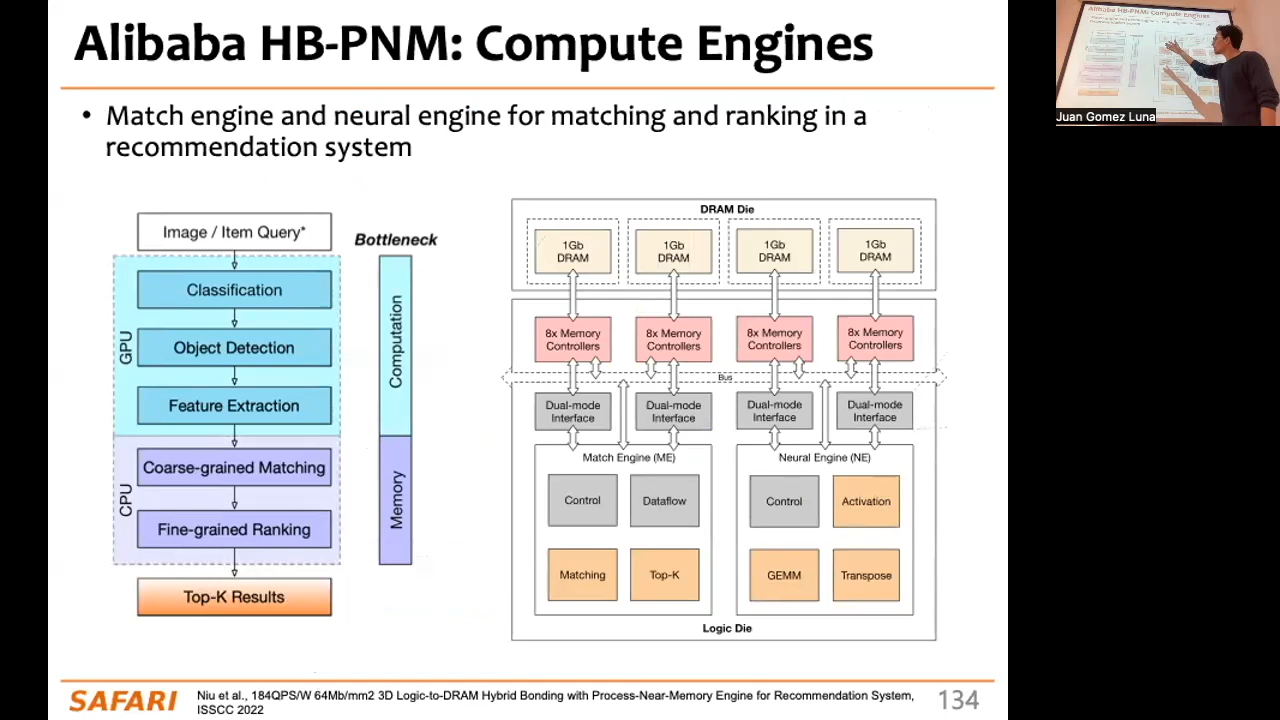 Alibaba HB-PNM: Compute Engines
• Match engine and neural engine for matching and ranking in a
recommendation system
Image / Item Query*
Bottleneck
GPU
Classification
Object Detection
Feature Extraction
Computation
CPU
Coarse-grained Matching
Fine-grained Ranking
Memory
Top-K Results
DRAM Die
1Gb
DRAM
1Gb
DRAM
1Gb
DRAM
1Gb
DRAM
8x Memory
Controllers
8x Memory
Controllers
8x Memory
Controllers
8x Memory
Controllers
Bus
Dual-mode
Interface
Dual-mode
Interface
Dual-mode
Interface
Dual-mode
Interface
Match Engine (ME)
Control
Dataflow
Matching
Top-K
Neural Engine (NE)
Control
Activation
GEMM
Transpose
Logic Die
SAFARI
Niu et al., 184QPS/W 64Mb/mm2 3D Logic-to-DRAM Hybrid Bonding with Process-Near-Memory Engine for Recommendation System,
ISSCC 2022
134
Alibaba HB-PNM: Compute Engines
Juan Gomez Luna